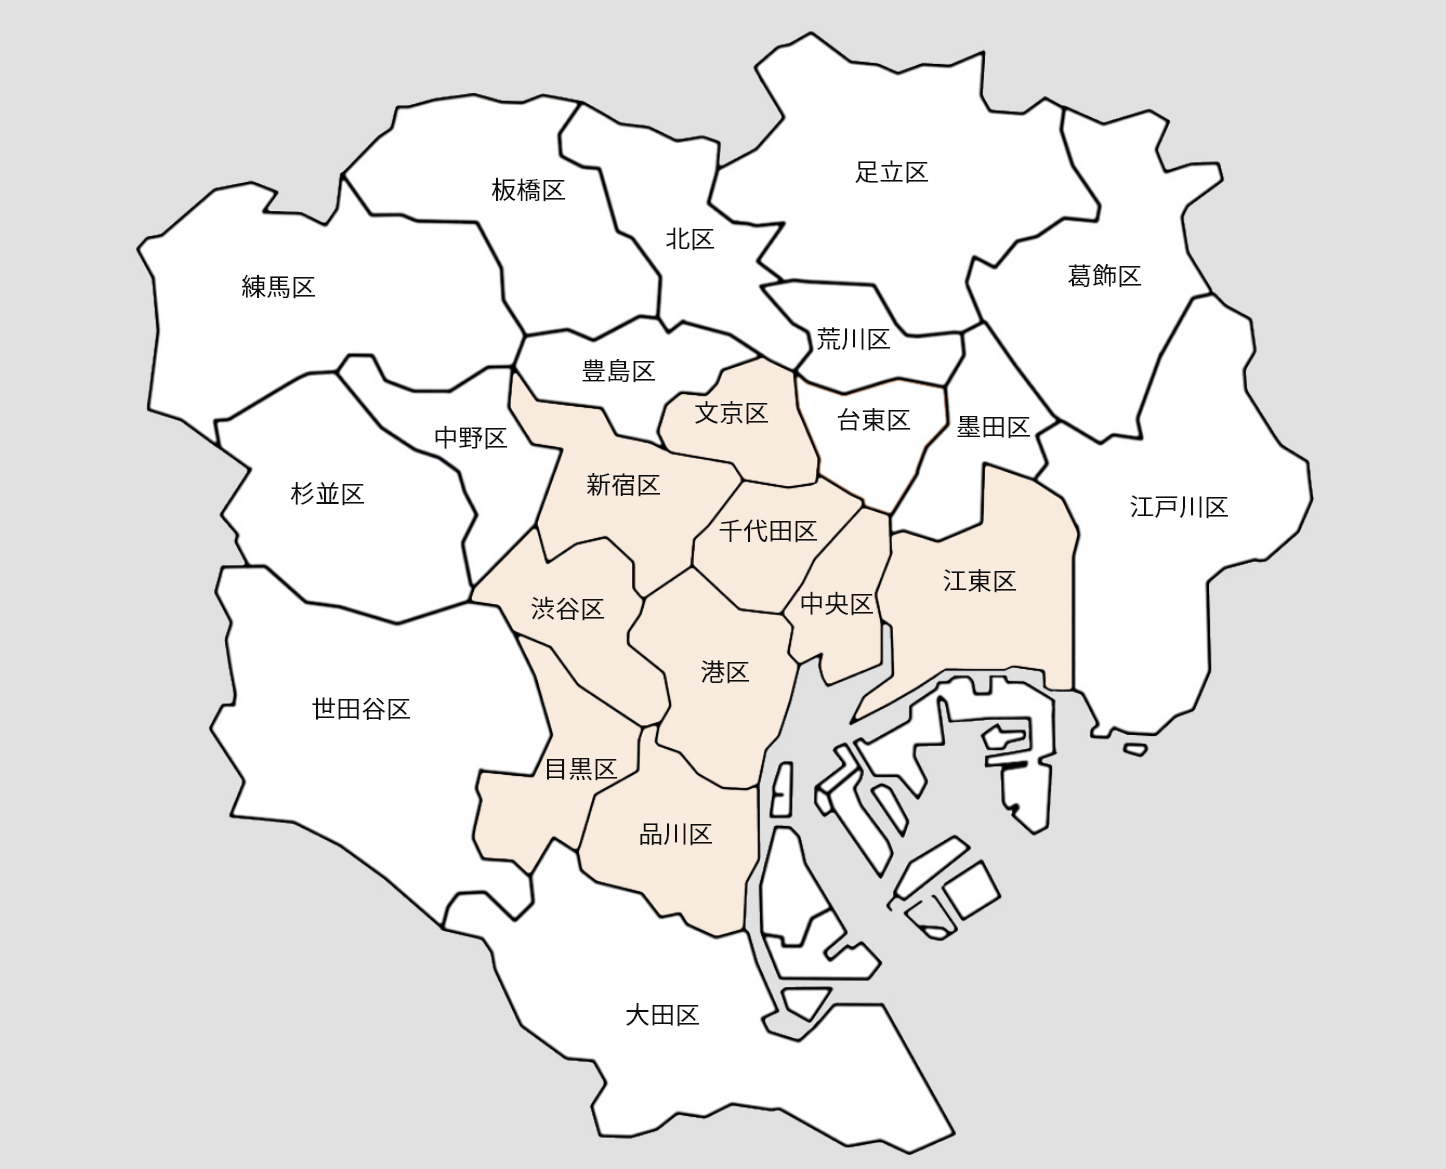 足立区
板橋区
北区
葛飾区
練馬区
荒川区
豊島区
文京区
台東区
墨田区
中野区
新宿区
杉並区
江戸川区
千代田区
江東区
中央区
渋谷区
港区
世田谷区
目黒区
品川区
大田区